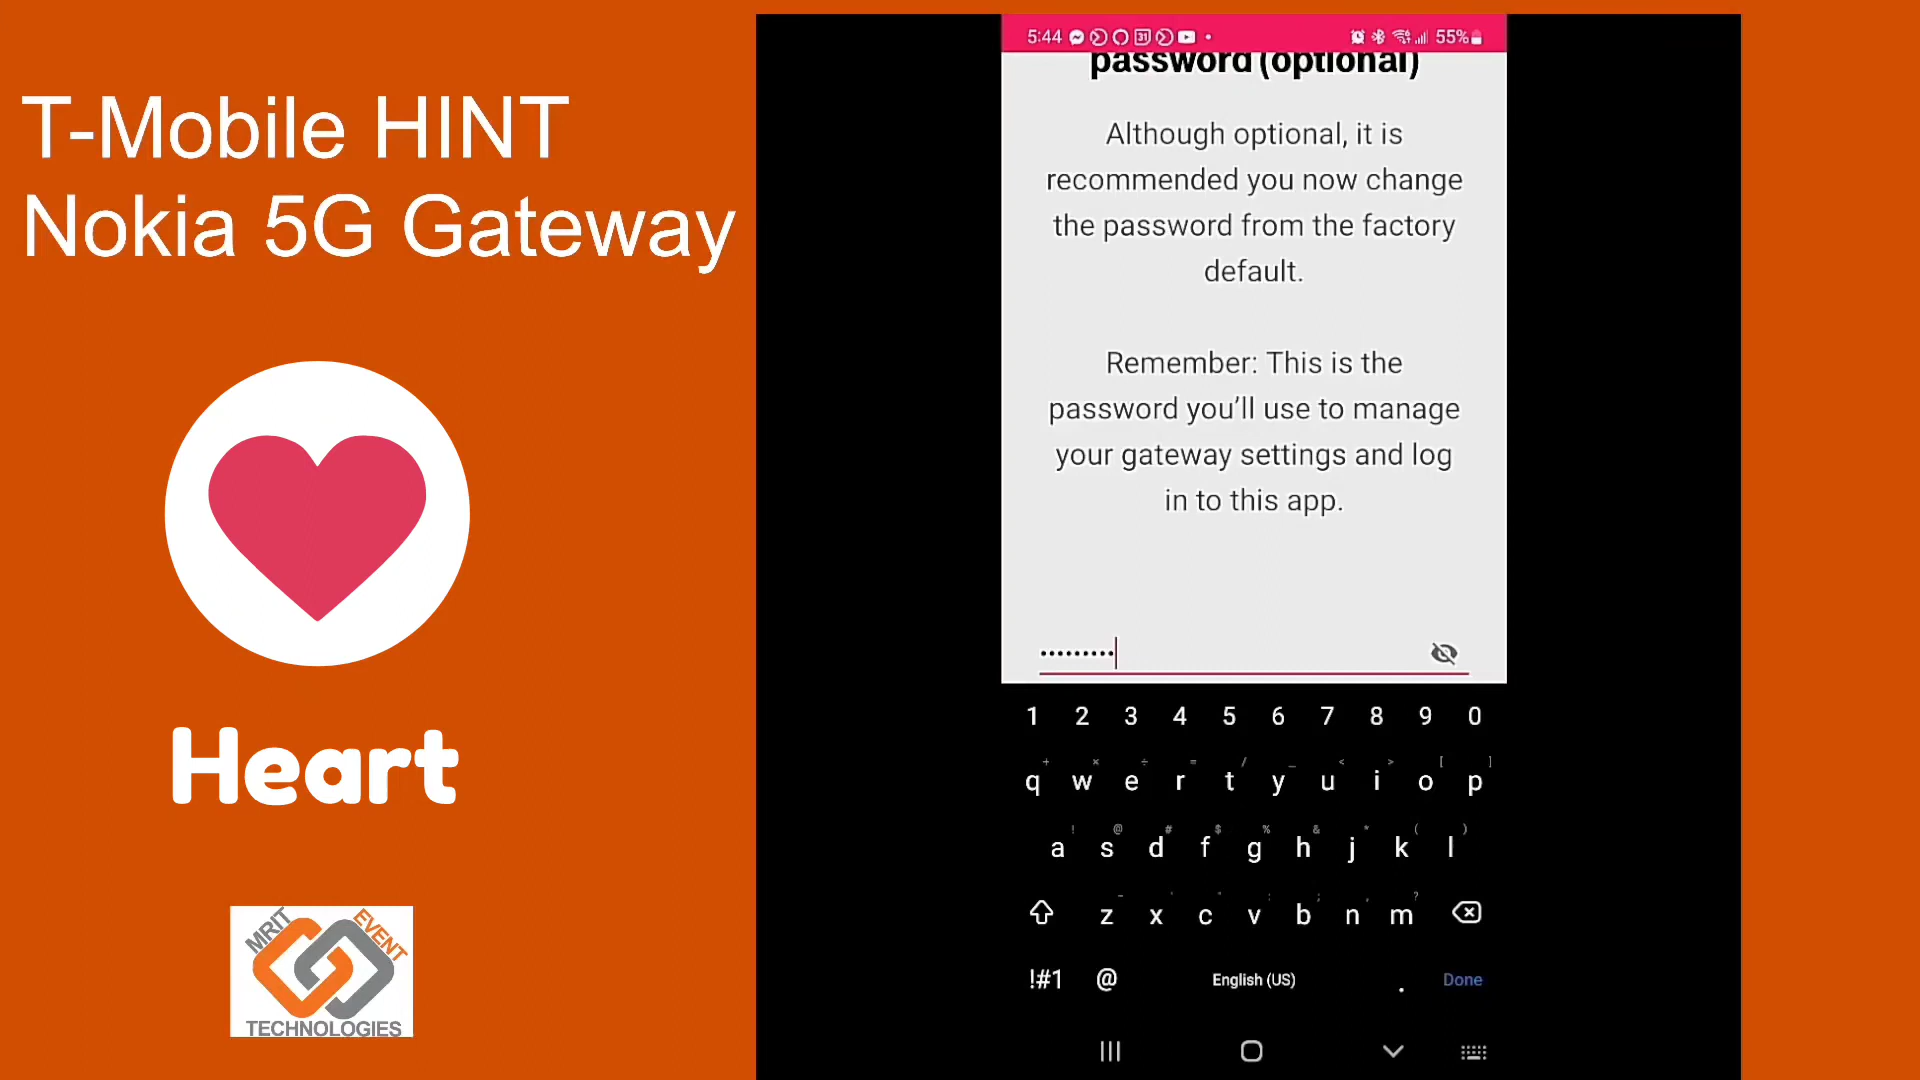 T-Mobile HINT
Nokia 5G Gateway
Heart
MRIT EVENT
TECHNOLOGIES
5:44 31 55%
password (optional)
Although optional, it is
recommended you now change
the password from the factory
default.
Remember: This is the
password you’ll use to manage
your gateway settings and log
in to this app.
•••••••••
1 2 3 4 5 6 7 8 9 0
+ × ÷ = / _ < > [ ]
q w e r t y u i o p
! @ # $ % & * ( )
a s d f g h j k l
- ' " : ; , ?
z x c v b n m
!#1 @ English (US) . Done